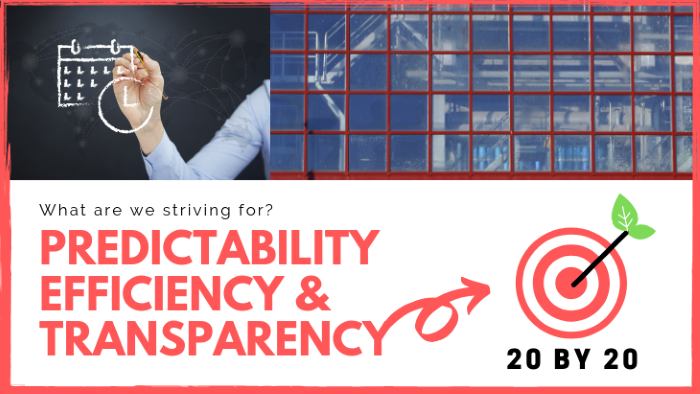 What are we striving for?
PREDICTABILITY
EFFICIENCY &
TRANSPARENCY
20 BY 20